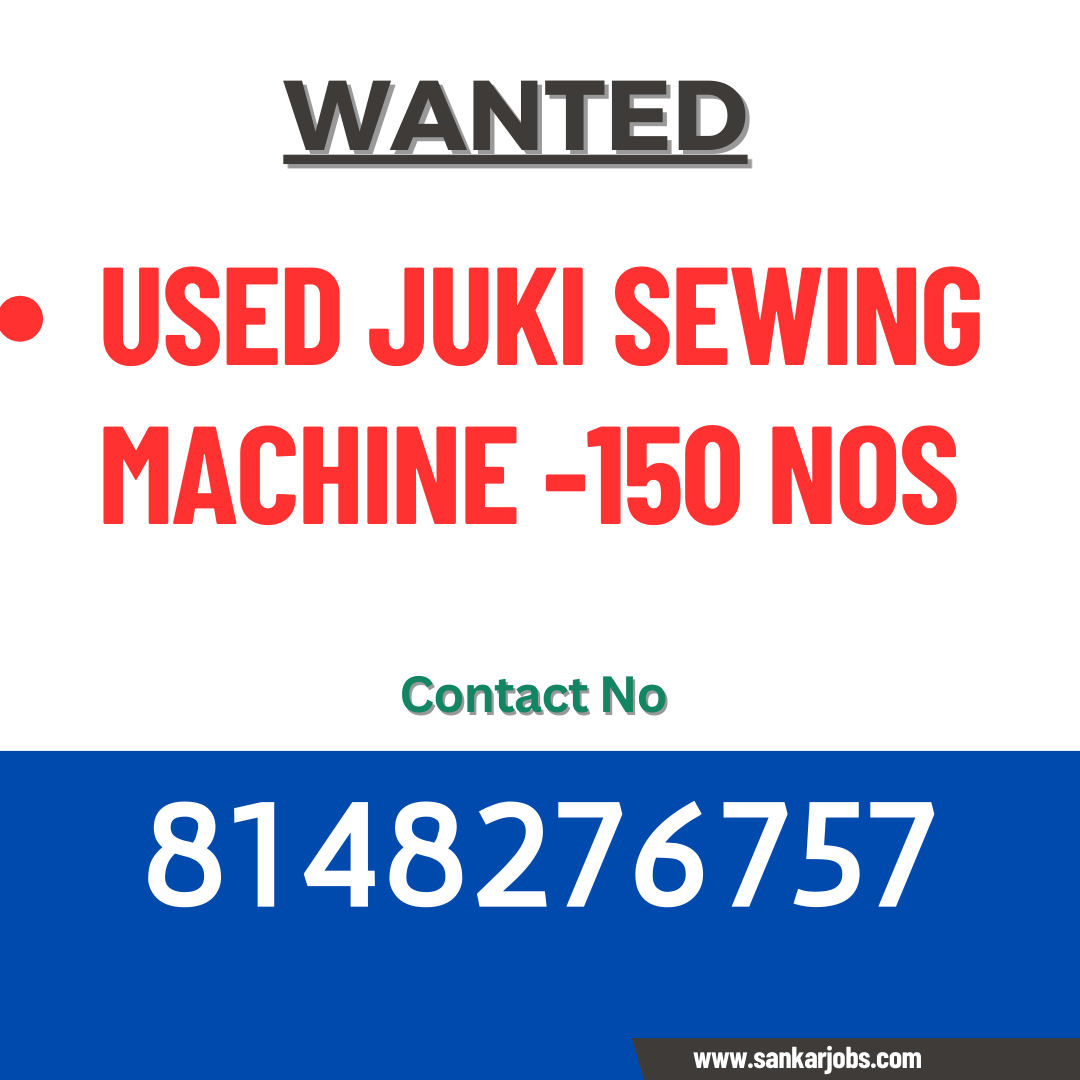 WANTED
• USED JUKI SEWING
MACHINE -150 NOS
Contact No
8148276757
www.sankarjobs.com